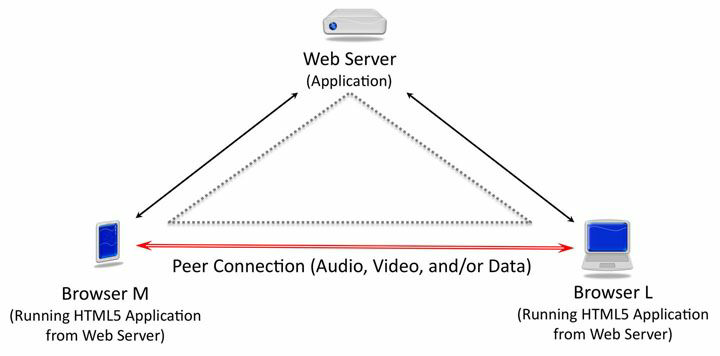 Web Server
(Application)
Peer Connection (Audio, Video, and/or Data)
Browser M
(Running HTML5 Application
from Web Server)
Browser L
(Running HTML5 Application
from Web Server)